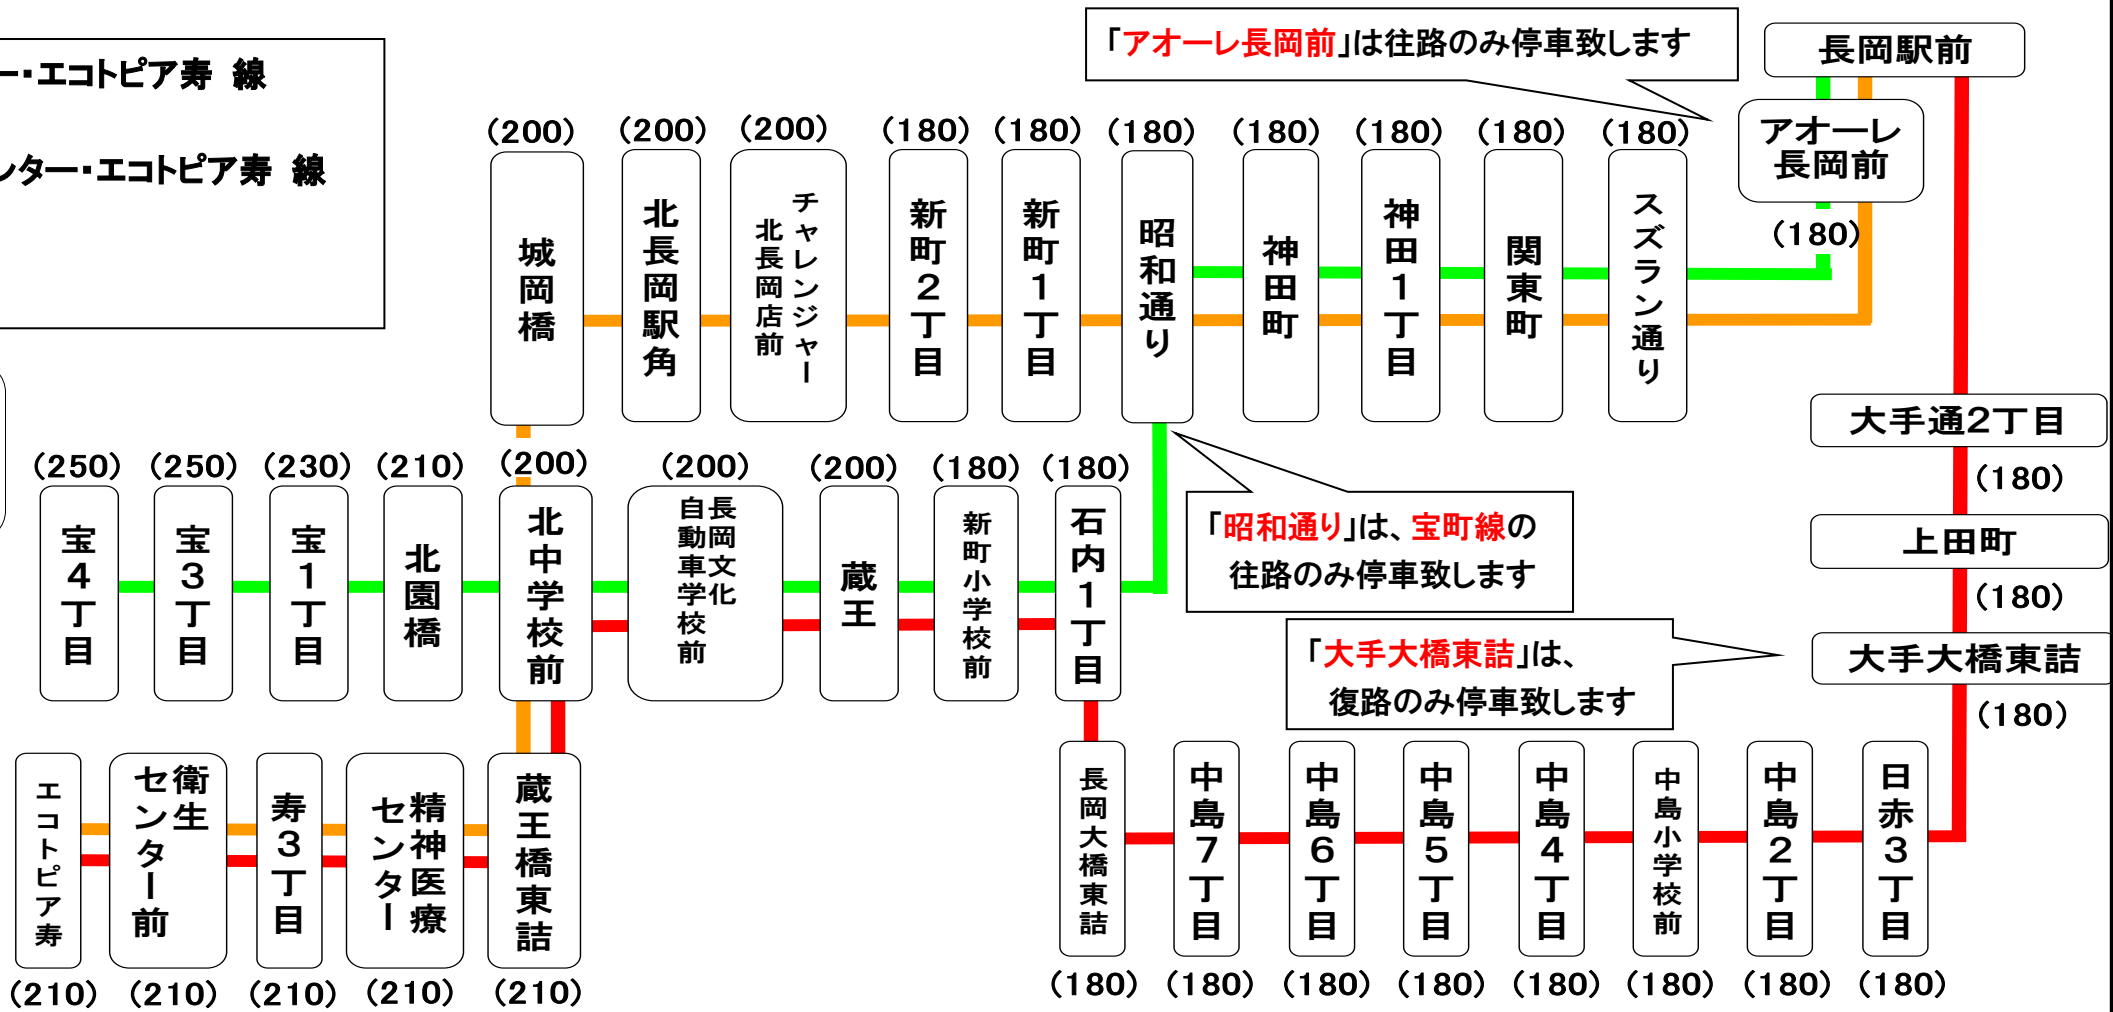 ー・エコトピア寿 線
ンター・エコトピア寿 線
「アオーレ長岡前」は往路のみ停車致します
長岡駅前
アオーレ
長岡前
(180)
(200)
(200)
(200)
(180)
(180)
(180)
(180)
(180)
(180)
(180)
城岡橋
北長岡駅角
チャレンジャー
北長岡店前
新町2丁目
新町1丁目
昭和通り
神田町
神田1丁目
関東町
スズラン通り
大手通2丁目
(180)
上田町
(180)
大手大橋東詰
(180)
「昭和通り」は、宝町線の
往路のみ停車致します
「大手大橋東詰」は、
復路のみ停車致します
(250)
(250)
(230)
(210)
(200)
(200)
(200)
(180)
(180)
宝4丁目
宝3丁目
宝1丁目
北園橋
北中学校前
長岡文化
自動車学校前
蔵王
新町小学校前
石内1丁目
エコトピア寿
衛生
センター前
寿3丁目
精神医療
センター
蔵王橋東詰
長岡大橋東詰
中島7丁目
中島6丁目
中島5丁目
中島4丁目
中島小学校前
中島2丁目
日赤3丁目
(210)
(210)
(210)
(210)
(210)
(180)
(180)
(180)
(180)
(180)
(180)
(180)
(180)